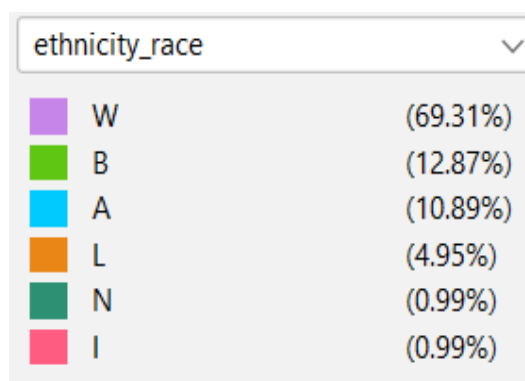 ethnicity_race
W (69.31%)
B (12.87%)
A (10.89%)
L (4.95%)
N (0.99%)
I (0.99%)